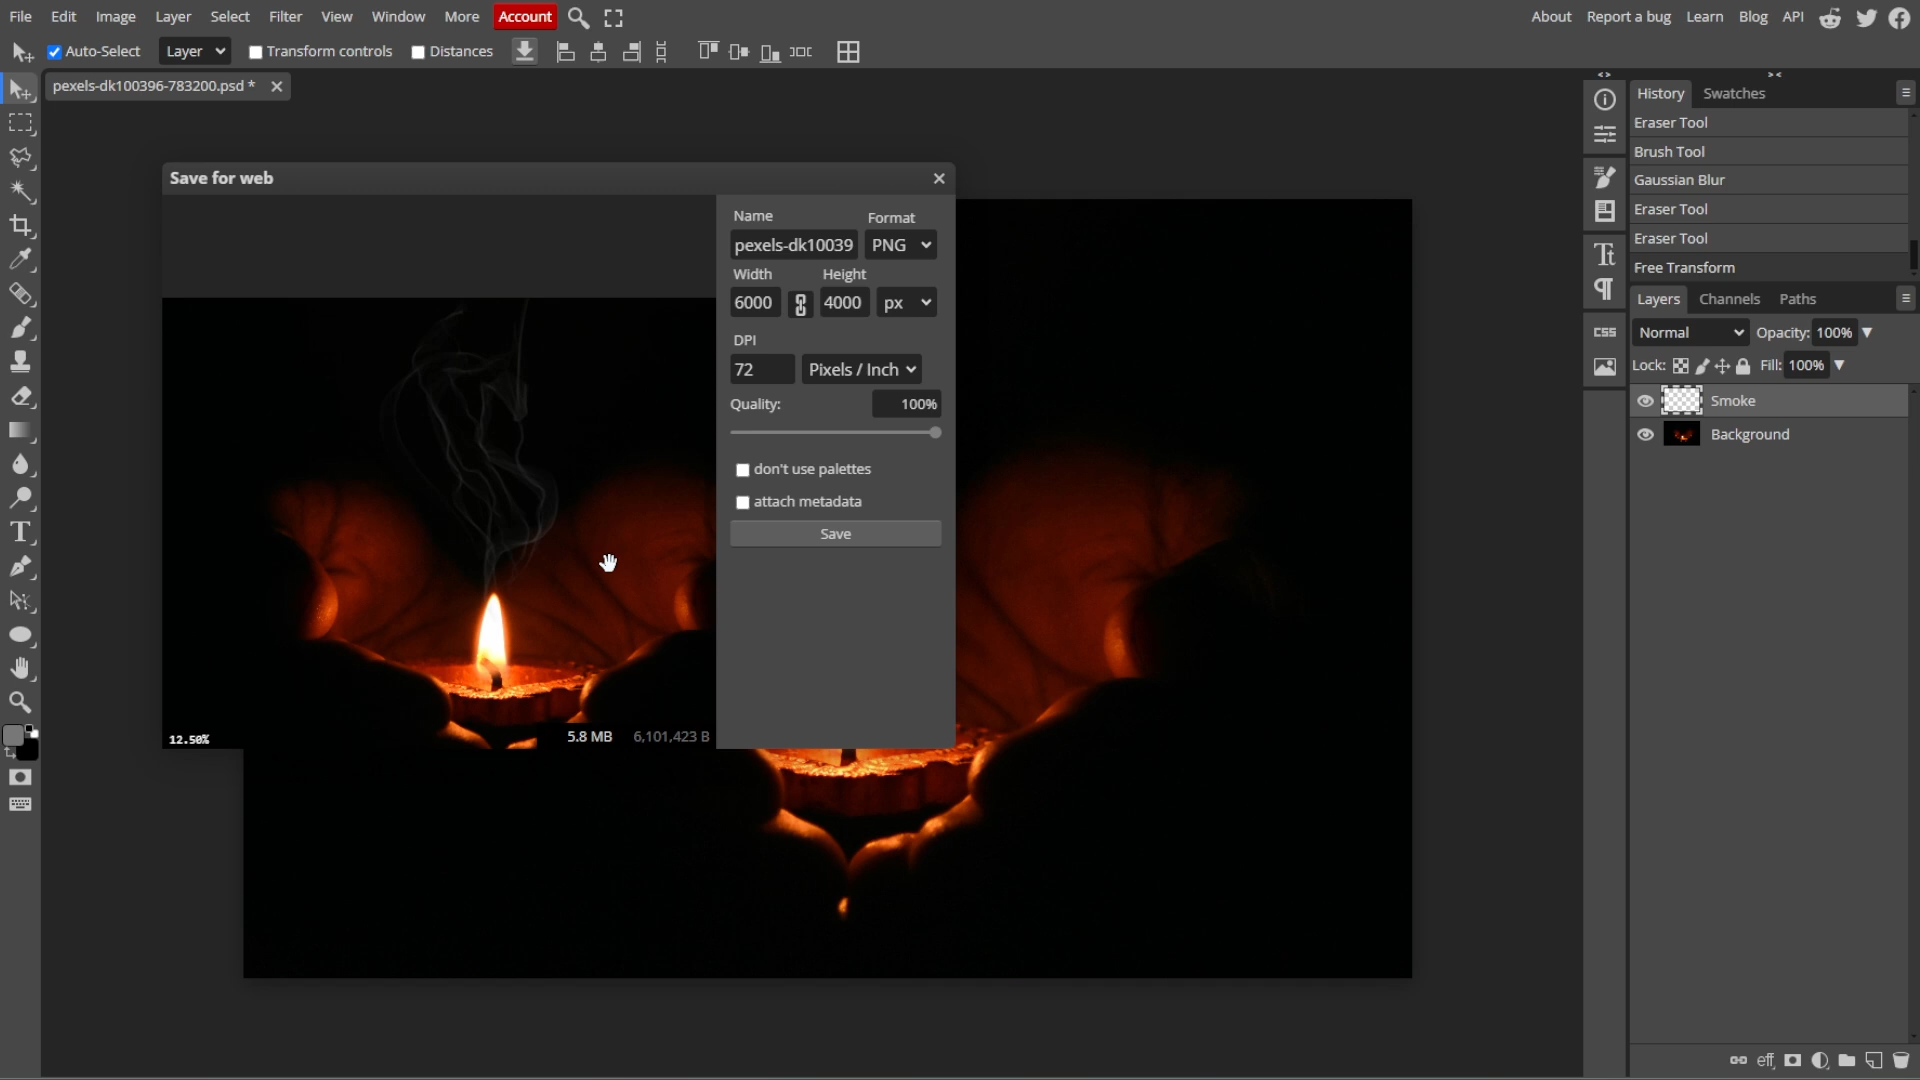 File Edit Image Layer Select Filter View Window More Account About Report a bug Learn Blog API
Auto-Select Layer Transform controls Distances
pexels-dk100396-783200.psd *
History Swatches
Eraser Tool
Brush Tool
Gaussian Blur
Eraser Tool
Eraser Tool
Free Transform
Layers Channels Paths
Normal Opacity: 100%
Lock: Fill: 100%
Smoke
Background
CSS
Save for web
Name Format
pexels-dk10039 PNG
Width Height
6000 4000 px
DPI
72 Pixels / Inch
Quality: 100%
don't use palettes
attach metadata
Save
12.50% 5.8 MB 6,101,423 B
eff